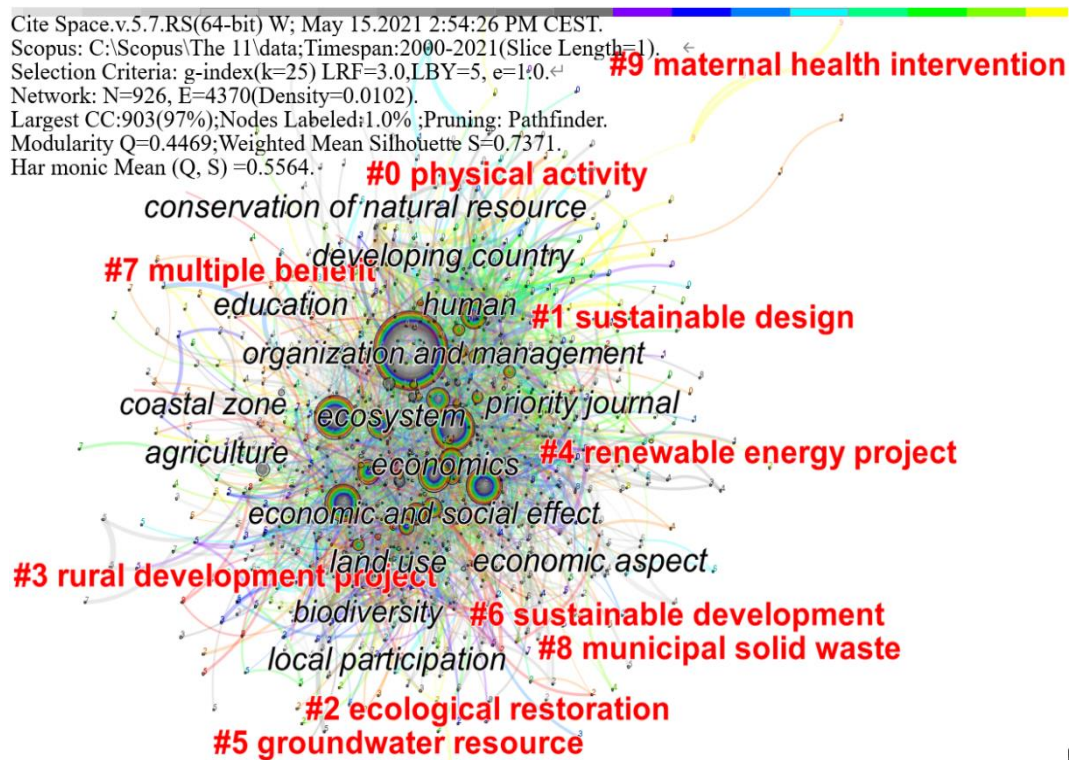 Cite Space.v.5.7.RS(64-bit) W; May 15.2021 2:54:26 PM CEST.
Scopus: C:\Scopus\The 11\data;Timespan:2000-2021(Slice Length=1).
Selection Criteria: g-index(k=25) LRF=3.0,LBY=5, e=1.0.
Network: N=926, E=4370(Density=0.0102).
Largest CC:903(97%);Nodes Labeled:1.0% ;Pruning: Pathfinder.
Modularity Q=0.4469;Weighted Mean Silhouette S=0.7371.
Har monic Mean (Q, S) =0.5564.
#9 maternal health intervention
#0 physical activity
conservation of natural resource
developing country
#7 multiple benefit
education
human
#1 sustainable design
organization and management
coastal zone
ecosystem
priority journal
agriculture
economics
#4 renewable energy project
economic and social effect
land use
economic aspect
#3 rural development project
biodiversity
#6 sustainable development
#8 municipal solid waste
local participation
#2 ecological restoration
#5 groundwater resource